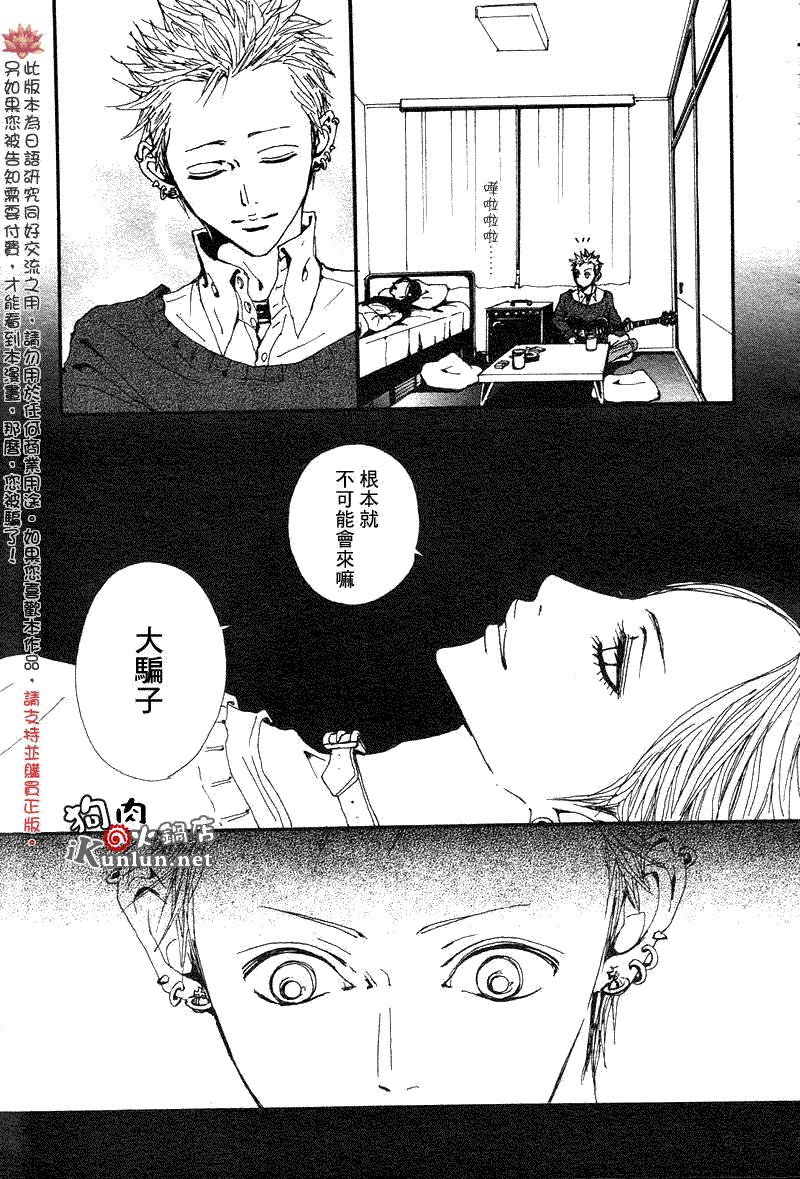 嘩啦啦啦……
根本就
不可能會來嘛
大騙子
此版本為日語研究同好交流之用，請勿用於任何商業用途。如果您喜歡本作品，請支持並購買正版。
另如果您被告知需要付費，才能看到本漫畫，那麼，您被騙了！
狗肉火鍋店
iKunlun.net